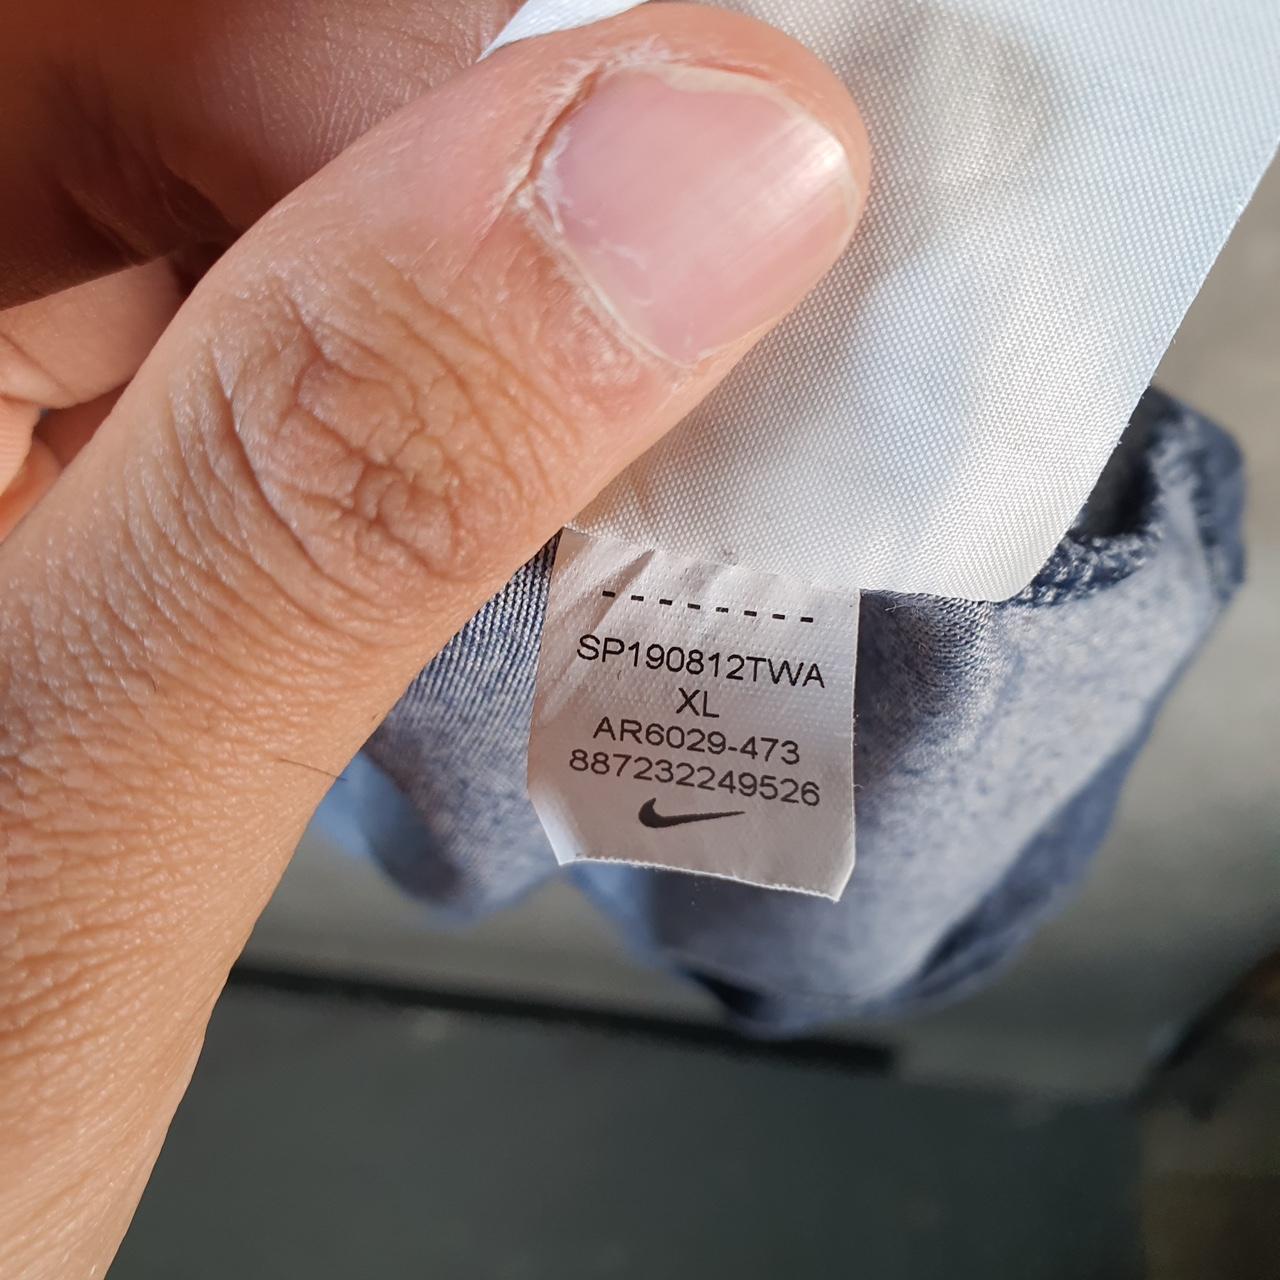 --------
SP190812TWA
XL
AR6029-473
887232249526